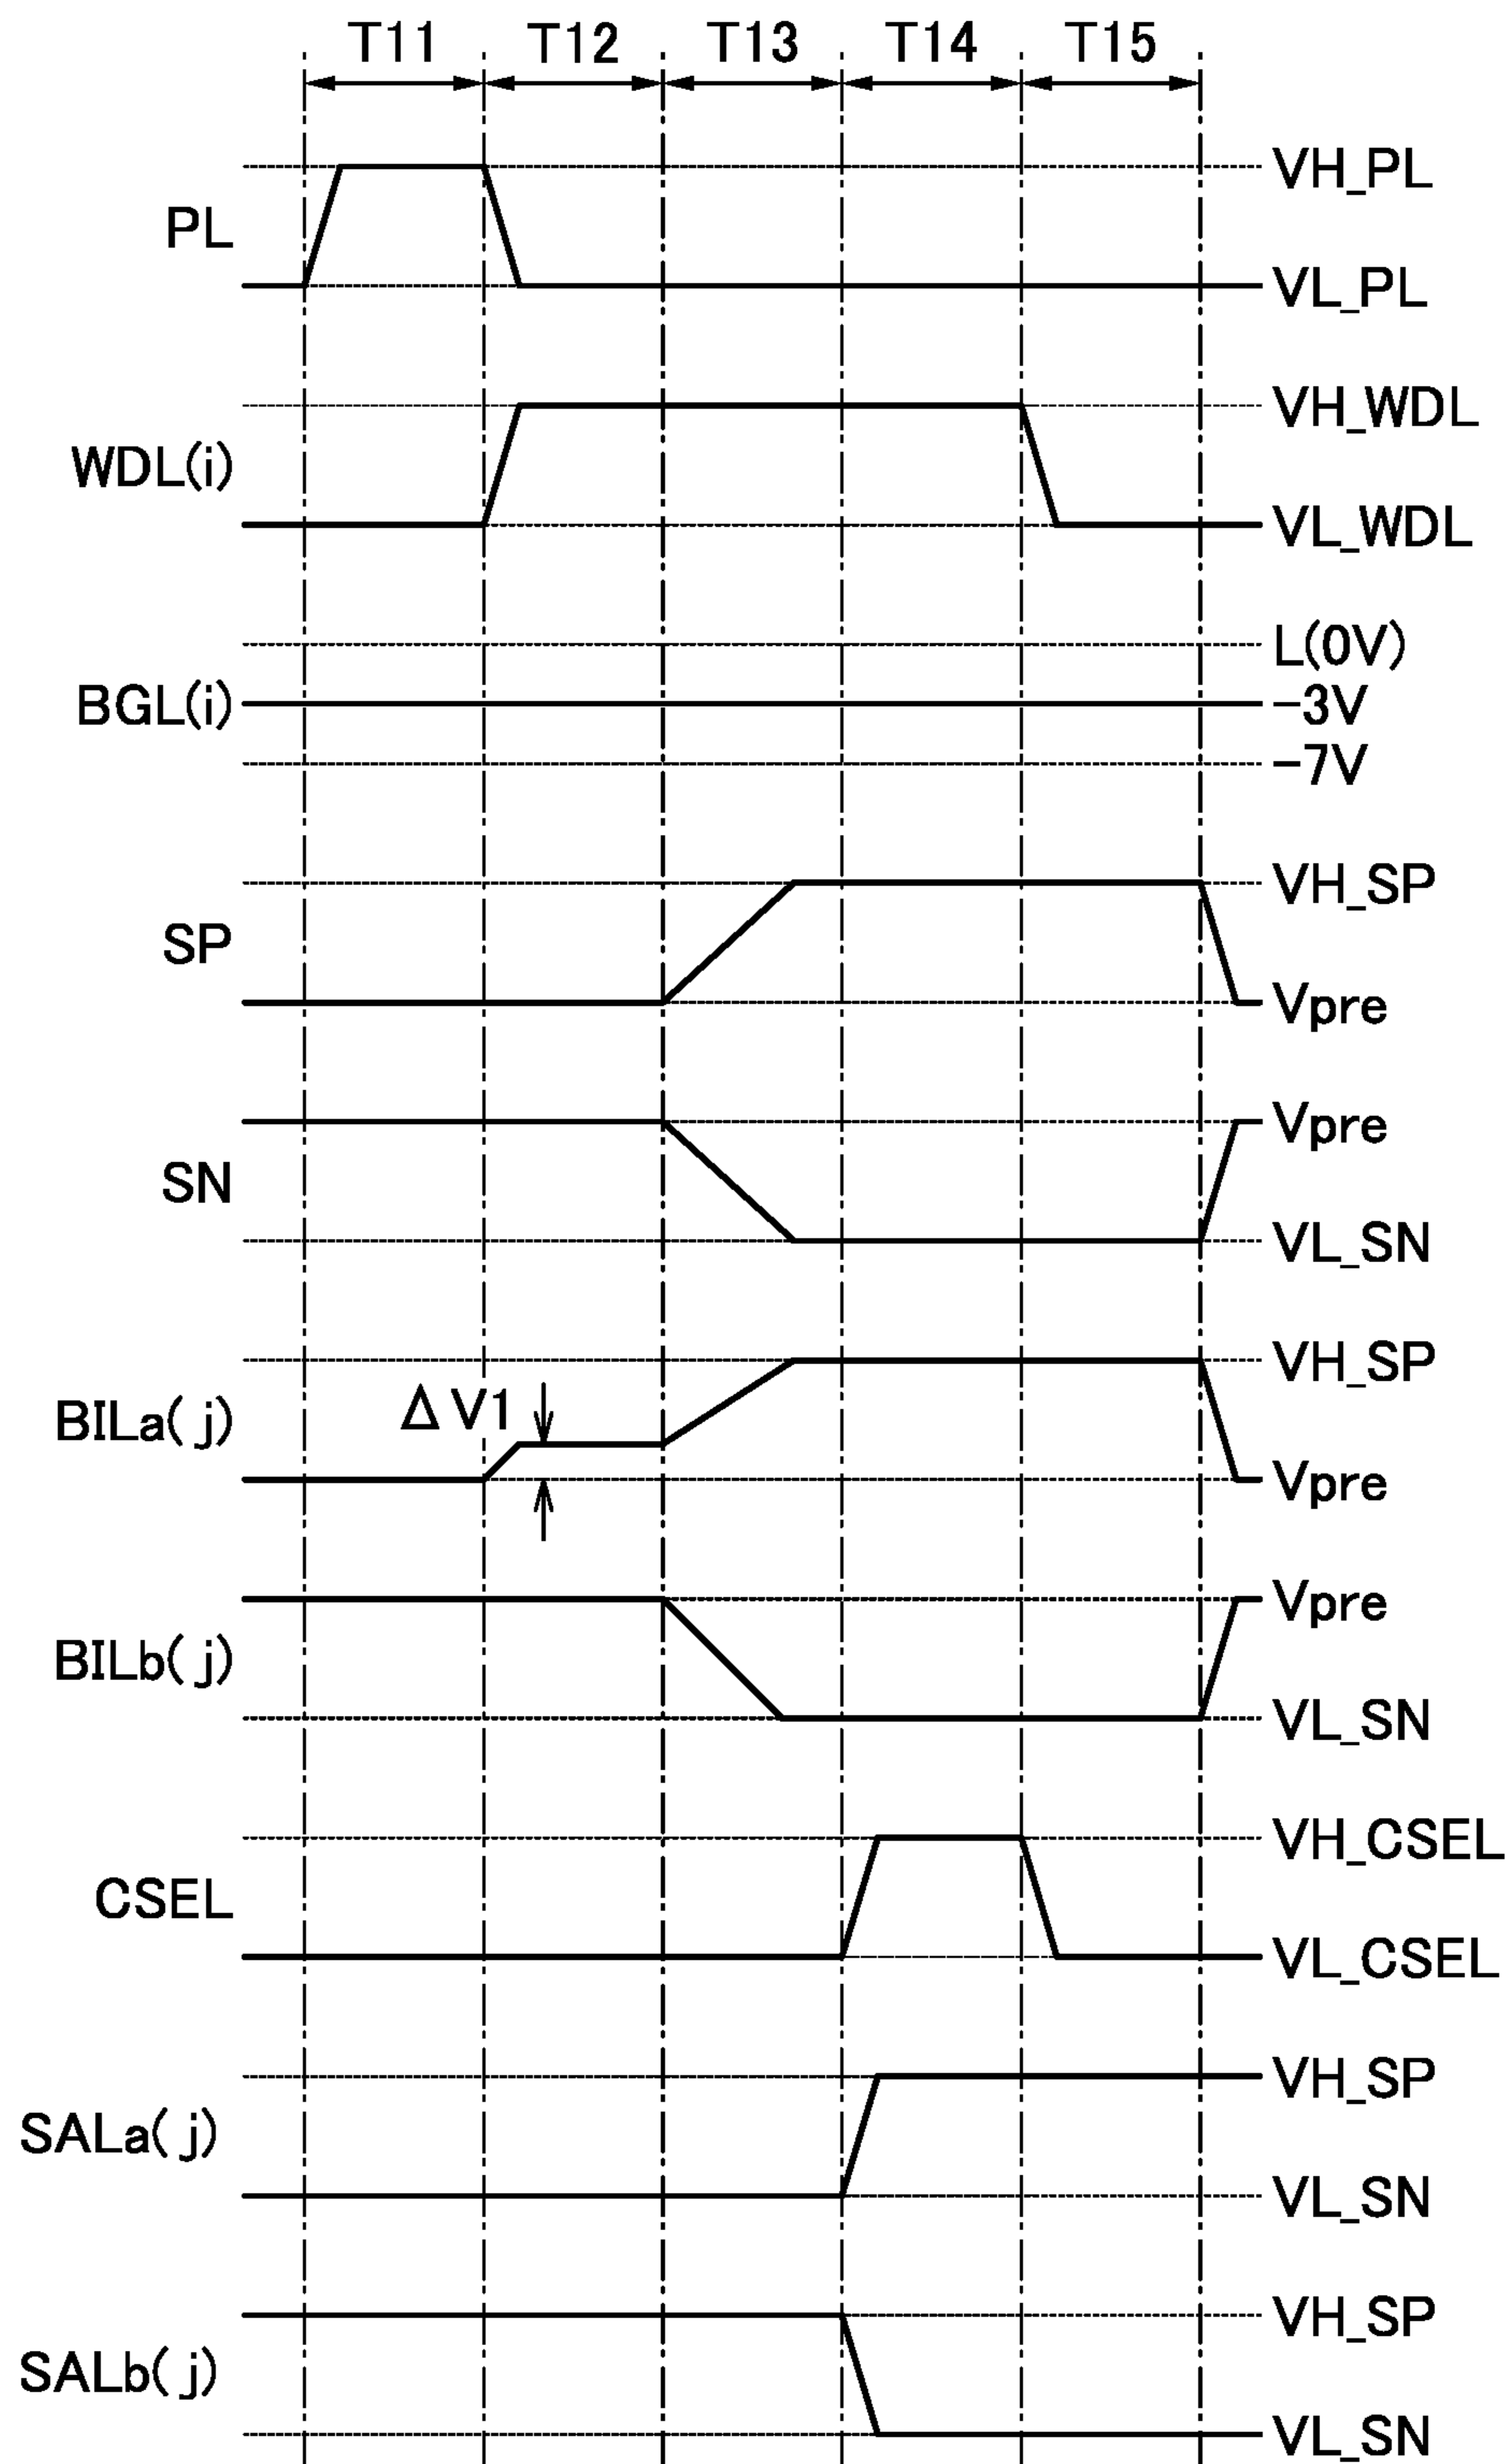 T11 T12 T13 T14 T15
VH_PL
PL
VL_PL
VH_WDL
WDL(i)
VL_WDL
L(0V)
BGL(i) -3V
-7V
VH_SP
SP
Vpre
Vpre
SN
VL_SN
VH_SP
BILa(j) ΔV1
Vpre
Vpre
BILb(j)
VL_SN
VH_CSEL
CSEL
VL_CSEL
VH_SP
SALa(j)
VL_SN
VH_SP
SALb(j)
VL_SN